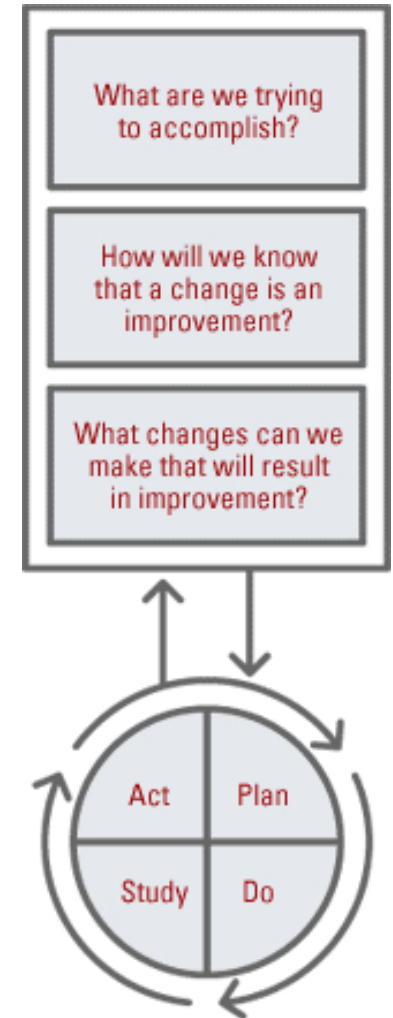 What are we trying
to accomplish?
How will we know
that a change is an
improvement?
What changes can we
make that will result
in improvement?
Act
Plan
Study
Do